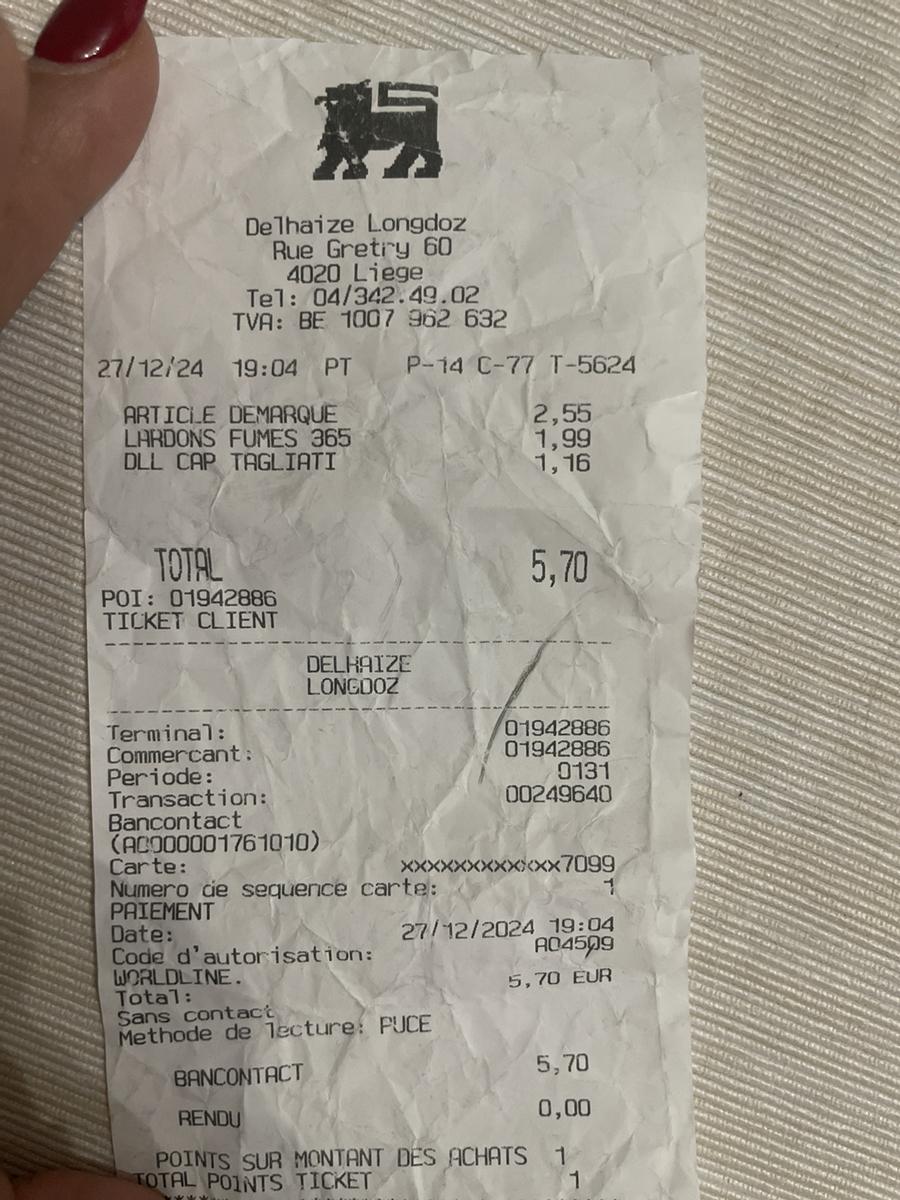 Delhaize Longdoz
Rue Gretry 60
4020 Liege
Tel: 04/342.49.02
TVA: BE 1007 962 632
27/12/24 19:04 PT P-14 C-77 T-5624
ARTICLE DEMARQUE 2,55
LARDONS FUMES 365 1,99
DLL CAP TAGLIATI 1,16
TOTAL 5,70
POI: 01942886
TICKET CLIENT
DELHAIZE
LONGDOZ
Terminal: 01942886
Commercant: 01942886
Periode: 0131
Transaction: 00249640
Bancontact
(A0000001761010)
Carte: xxxxxxxxxxxxx7099
Numero de sequence carte: 1
PAIEMENT
Date: 27/12/2024 19:04
Code d'autorisation: A04509
WORLDLINE.
Total: 5,70 EUR
Sans contact
Methode de lecture: PUCE
BANCONTACT 5,70
RENDU 0,00
POINTS SUR MONTANT DES ACHATS 1
TOTAL POINTS TICKET 1